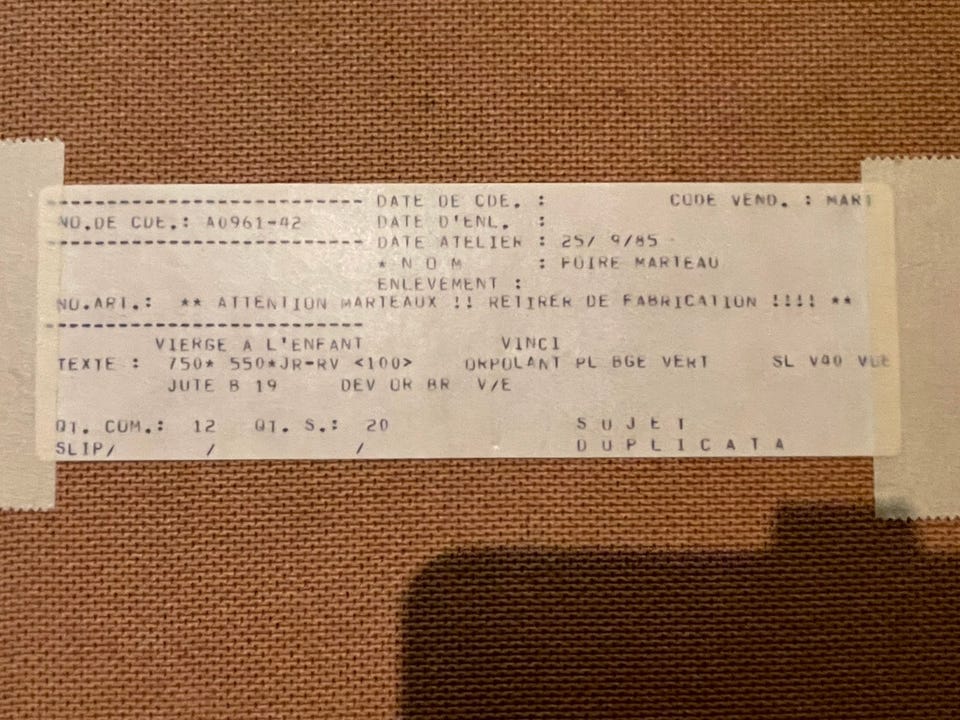 ------------------------------- DATE DE CDE. : CODE VEND. : MART
NO.DE CDE.: A0961-42 DATE D'ENL. :
------------------------------- DATE ATELIER : 25/ 9/85
* N O M : FOIRE MARTEAU
ENLEVEMENT :
NO.ART.: ** ATTENTION MARTEAUX !! RETIRER DE FABRICATION !!!! **
-------------------------------
VIERGE A L'ENFANT VINCI
TEXTE : 750* 550*JR-RV <100> ORPOLANT PL BGE VERT SL V40
JUTE B 19 DEV OR BR V/E
QT. COM.: 12 QT. S.: 20 S U J E T
SLIP/ / / D U P L I C A T A